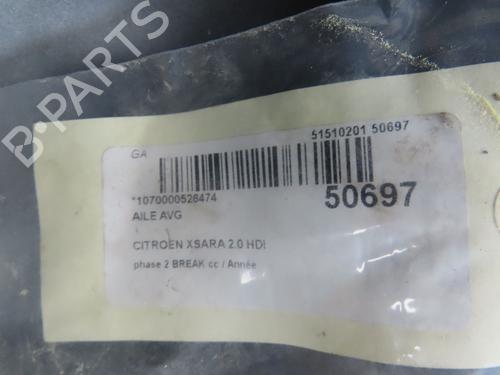 GA
51510201 50697
*1070000528474
50697
AILE AVG
CITROEN XSARA 2.0 HDI
phase 2 BREAK cc / Année
B-PARTS